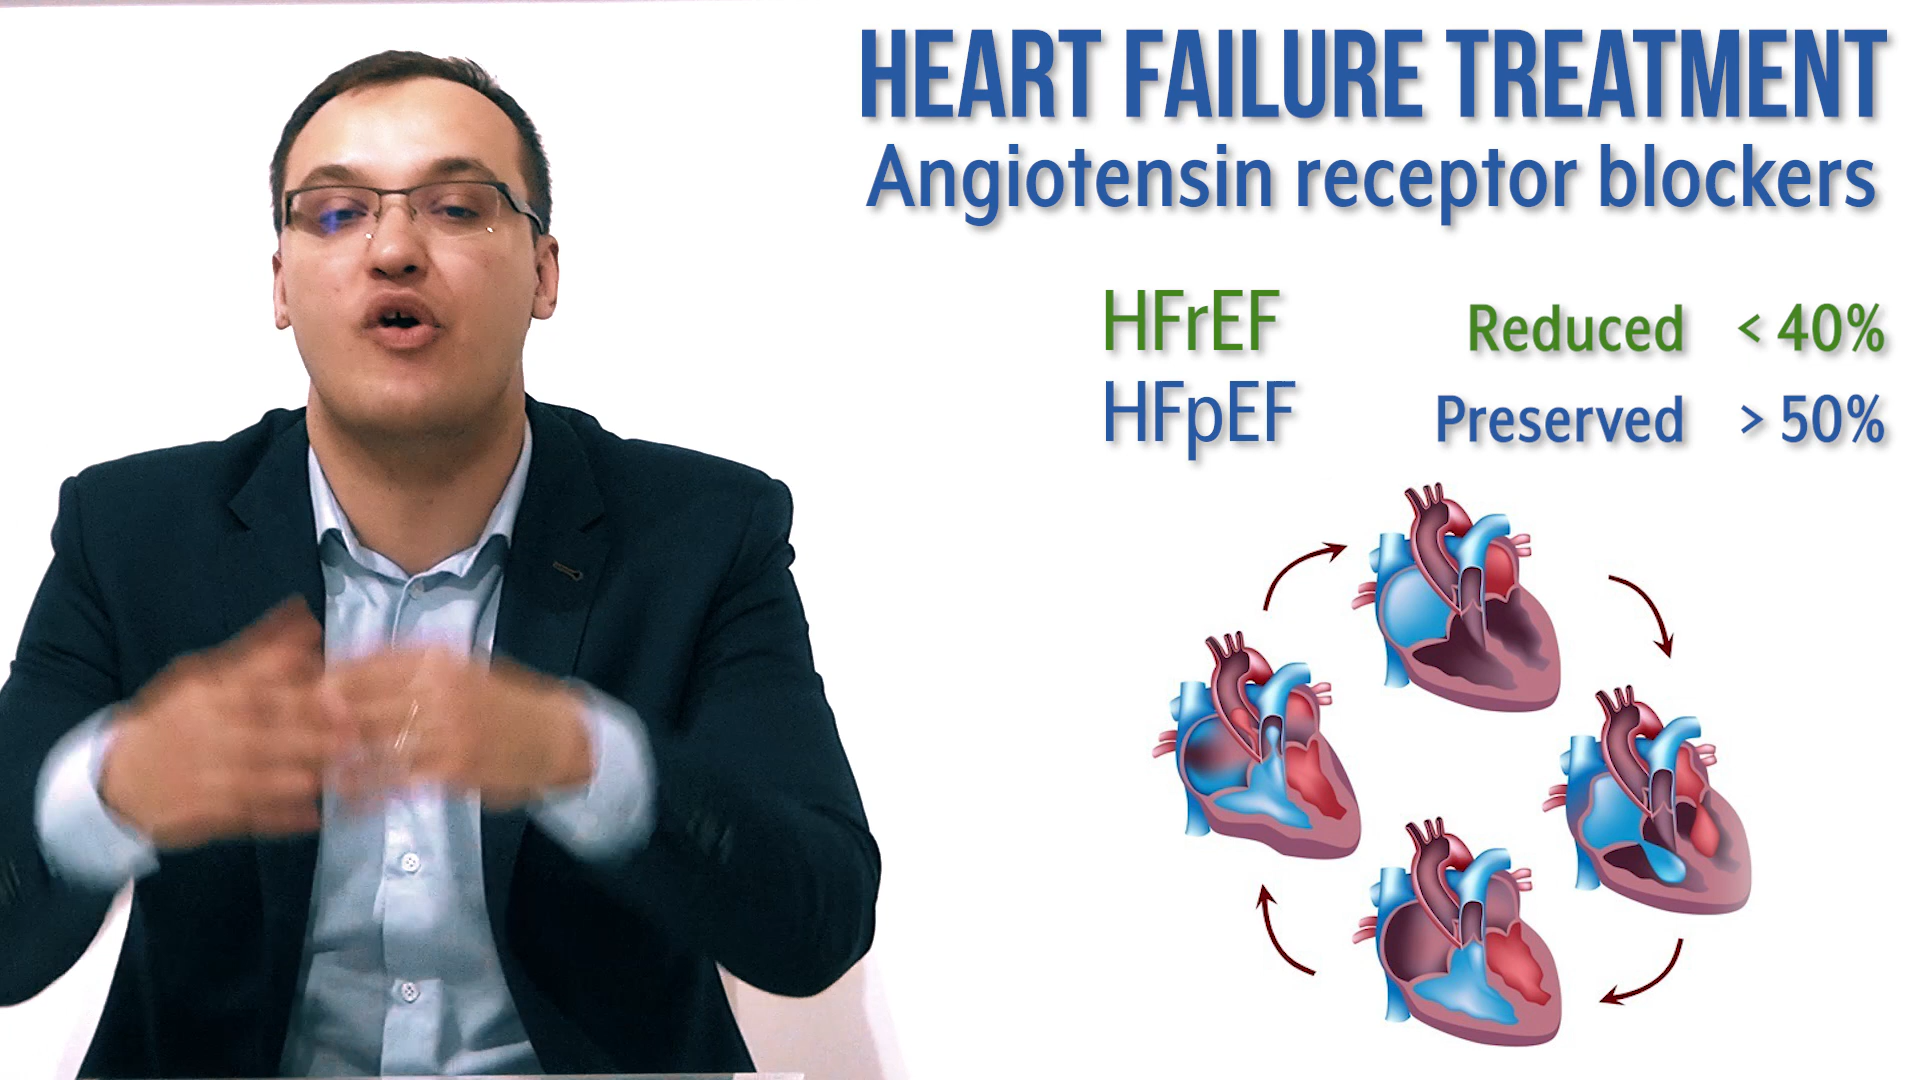 HEART FAILURE TREATMENT
Angiotensin receptor blockers
HFrEF Reduced < 40%
HFpEF Preserved > 50%